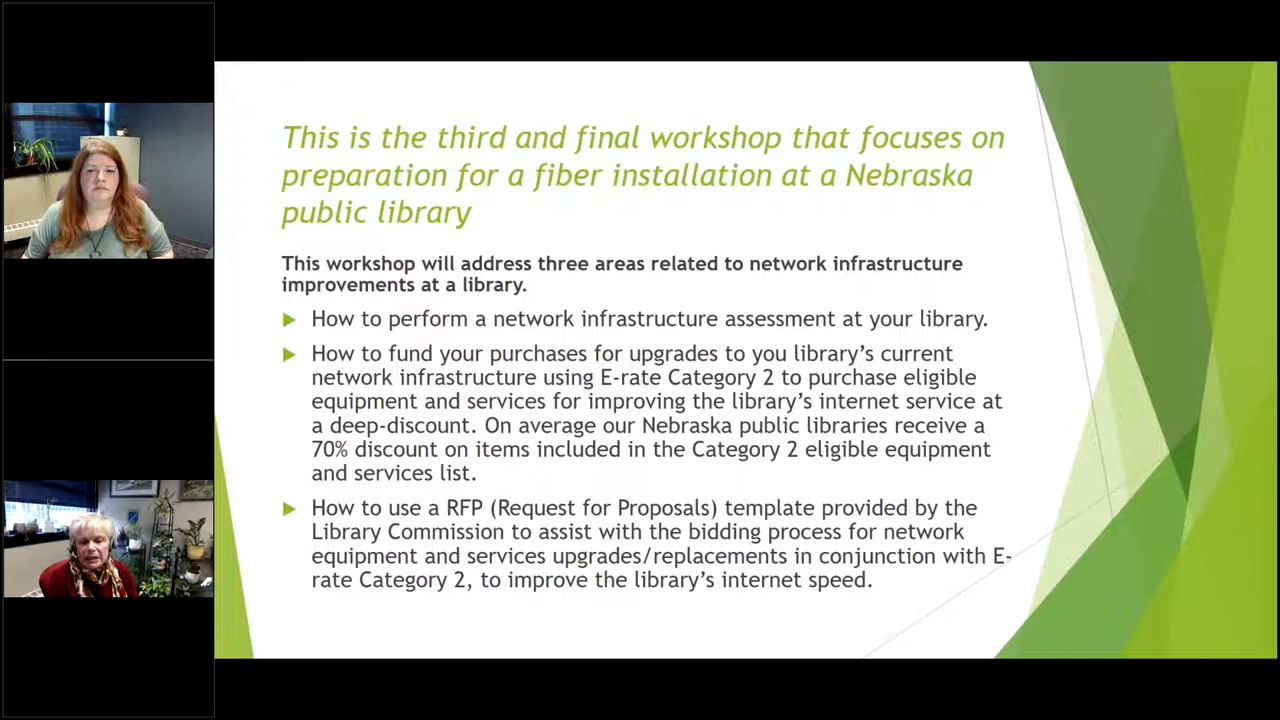 This is the third and final workshop that focuses on
preparation for a fiber installation at a Nebraska
public library
This workshop will address three areas related to network infrastructure
improvements at a library.
How to perform a network infrastructure assessment at your library.
How to fund your purchases for upgrades to you library’s current
network infrastructure using E-rate Category 2 to purchase eligible
equipment and services for improving the library’s internet service at
a deep-discount. On average our Nebraska public libraries receive a
70% discount on items included in the Category 2 eligible equipment
and services list.
How to use a RFP (Request for Proposals) template provided by the
Library Commission to assist with the bidding process for network
equipment and services upgrades/replacements in conjunction with E-
rate Category 2, to improve the library’s internet speed.